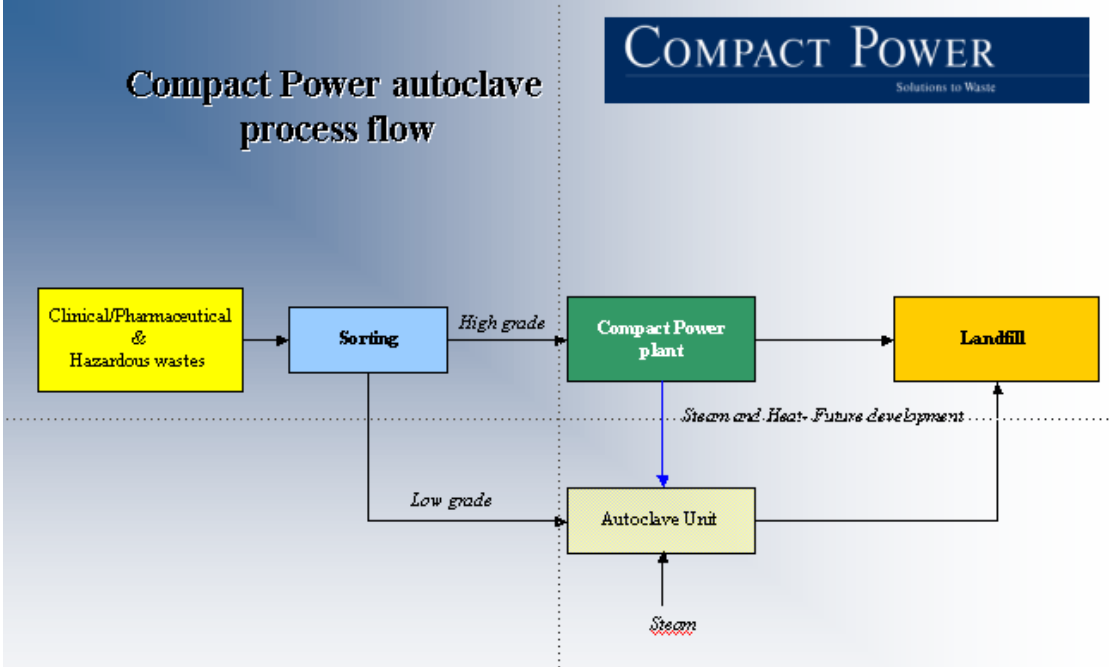 Compact Power autoclave
process flow
COMPACT POWER
Solutions to Waste
Clinical/Pharmaceutical
&
Hazardous wastes
Sorting
High grade
Compact Power
plant
Landfill
Steam and Heat- Future development
Low grade
Autoclave Unit
Steam